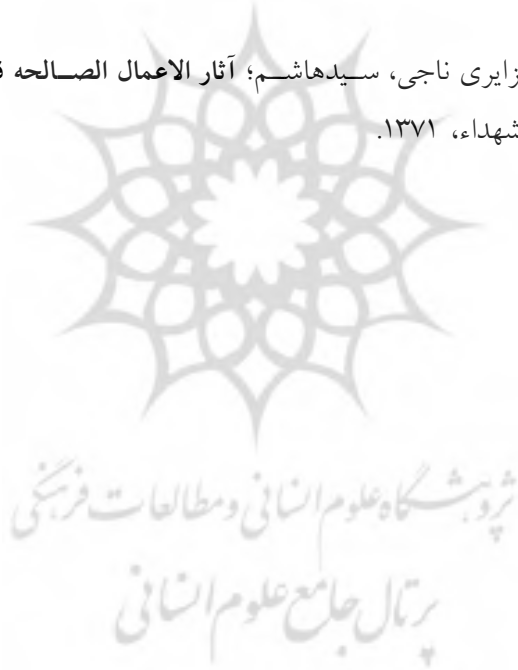 زایری ناجی، سیدهاشم؛ آثار الاعمال الصالحه
شهداء، ۱۳۷۱.
پژوهشگاه علوم انسانی و مطالعات فرهنگی
پرتال جامع علوم انسانی